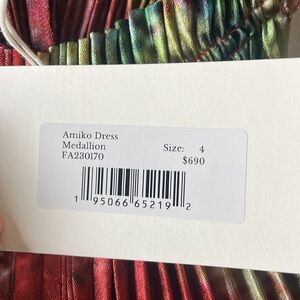 Amiko Dress
Medallion Size: 4
FA230170 $690
1 95066 65219 2